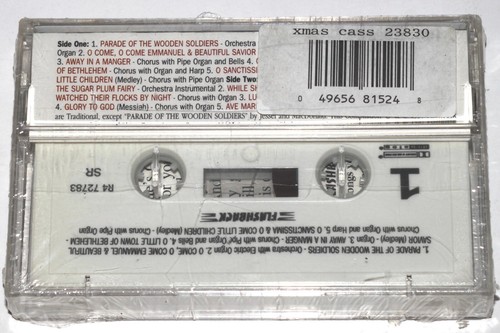 Side One: 1. PARADE OF THE WOODEN SOLDIERS - Orchestra
Organ 2. O COME, O COME EMMANUEL & BEAUTIFUL SAVIOR
3. AWAY IN A MANGER - Chorus with Pipe Organ and Bells 4.
OF BETHLEHEM - Chorus with Organ and Harp 5. O SANCTISSI
LITTLE CHILDREN (Medley) - Chorus with Pipe Organ Side Two:
THE SUGAR PLUM FAIRY - Orchestra Instrumental 2. WHILE SH
WATCHED THEIR FLOCKS BY NIGHT - Chorus with Organ 3. LU
4. GLORY TO GOD (Messiah) - Chorus with Organ 5. AVE MAR
are Traditional, except "PARADE OF THE WOODEN SOLDIERS" by Jessel and Macdonald.
xmas cass 23830
0 49656 81524 8
1
R4 72783
SR
FLASHBACK
1. PARADE OF THE WOODEN SOLDIERS - Orchestra with Electric Organ 2. O COME, O COME EMMANUEL & BEAUTIFUL
SAVIOR 3. AWAY IN A MANGER - Chorus with Pipe Organ and Bells 4. O LITTLE TOWN OF BETHLEHEM -
Chorus with Organ and Harp 5. O SANCTISSIMA & O COME LITTLE CHILDREN (Medley) - Chorus with Pipe Organ